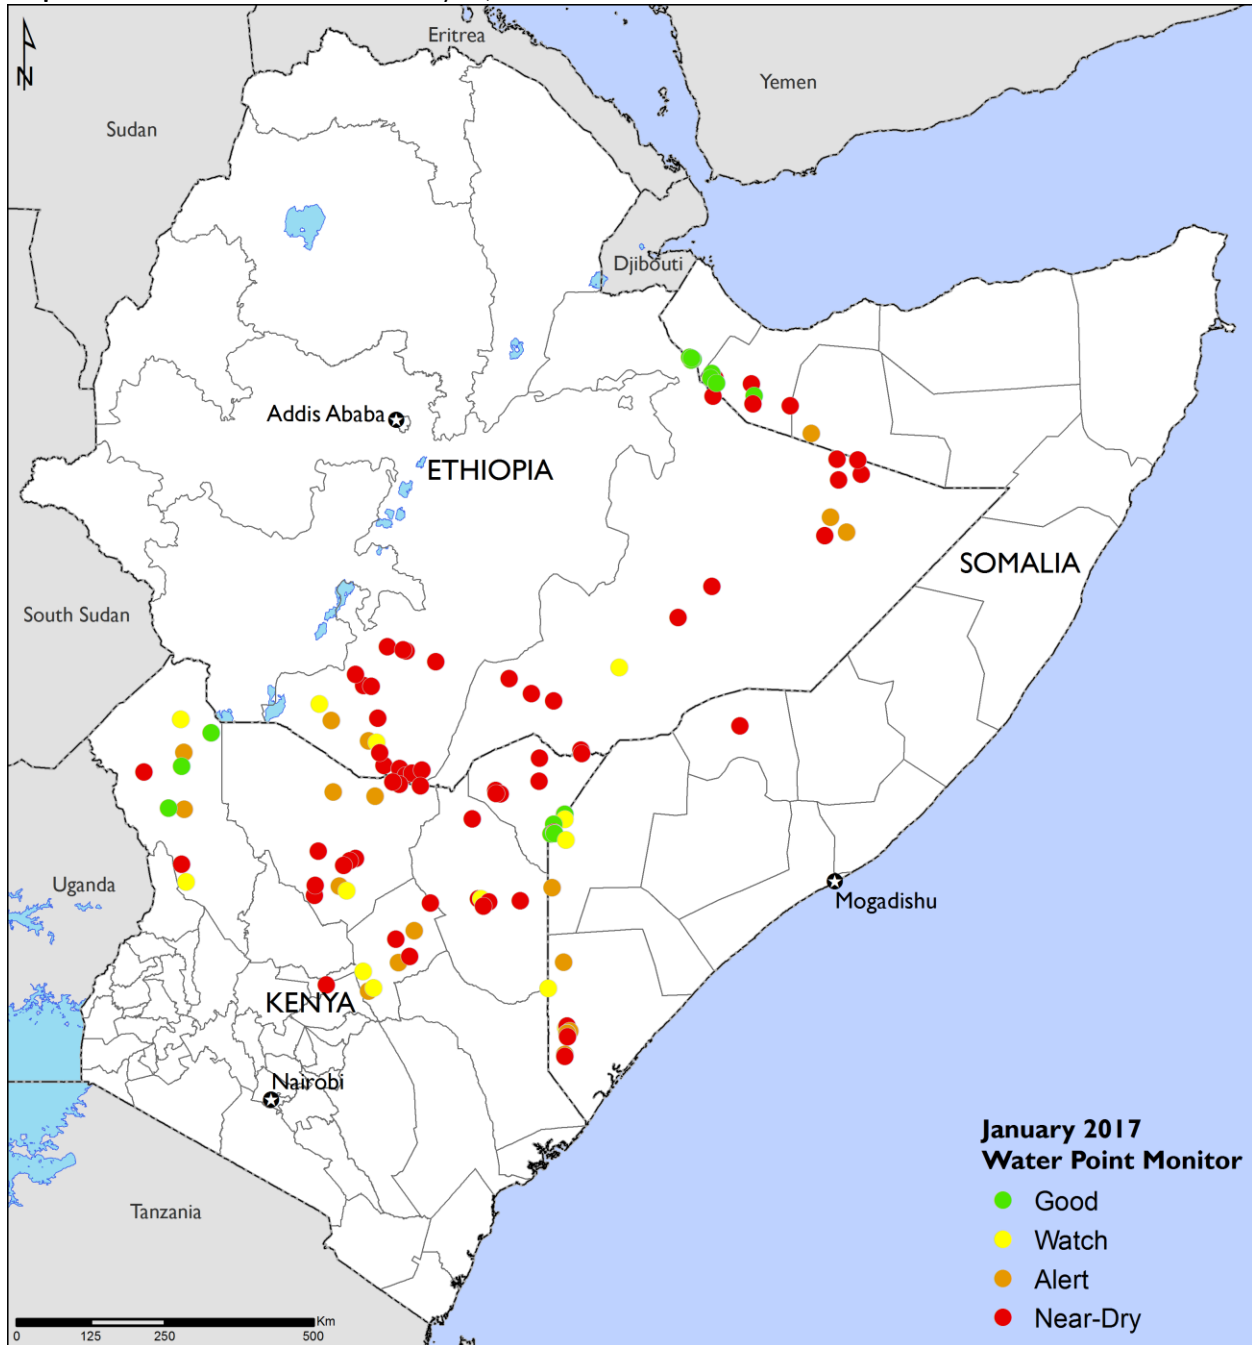 Eritrea
Yemen
N
Sudan
Djibouti
Addis Ababa
ETHIOPIA
SOMALIA
South Sudan
Uganda
Mogadishu
KENYA
Nairobi
January 2017
Water Point Monitor
Good
Watch
Alert
Near-Dry
Tanzania
Km
0 125 250 500